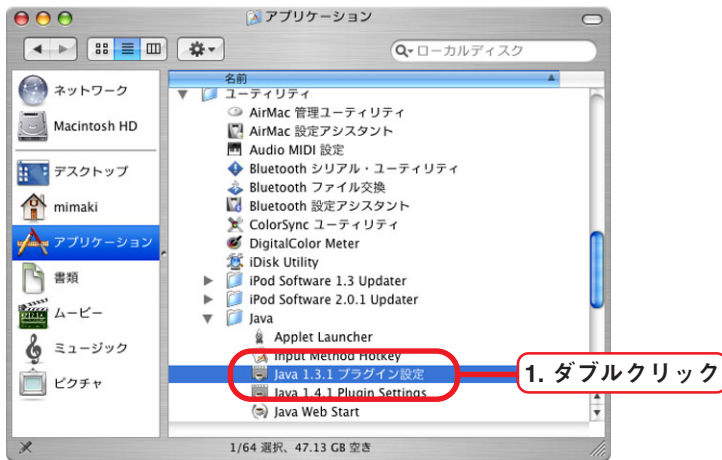 アプリケーション
ローカルディスク
名前
ネットワーク
Macintosh HD
デスクトップ
mimaki
アプリケーション
書類
ムービー
ミュージック
ピクチャ
ユーティリティ
AirMac 管理ユーティリティ
AirMac 設定アシスタント
Audio MIDI 設定
Bluetooth シリアル・ユーティリティ
Bluetooth ファイル交換
Bluetooth 設定アシスタント
ColorSync ユーティリティ
DigitalColor Meter
iDisk Utility
iPod Software 1.3 Updater
iPod Software 2.0.1 Updater
Java
Applet Launcher
Input Method Hotkey
Java 1.3.1 プラグイン設定
Java 1.4.1 Plugin Settings
Java Web Start
1. ダブルクリック
1/64 選択、47.13 GB 空き